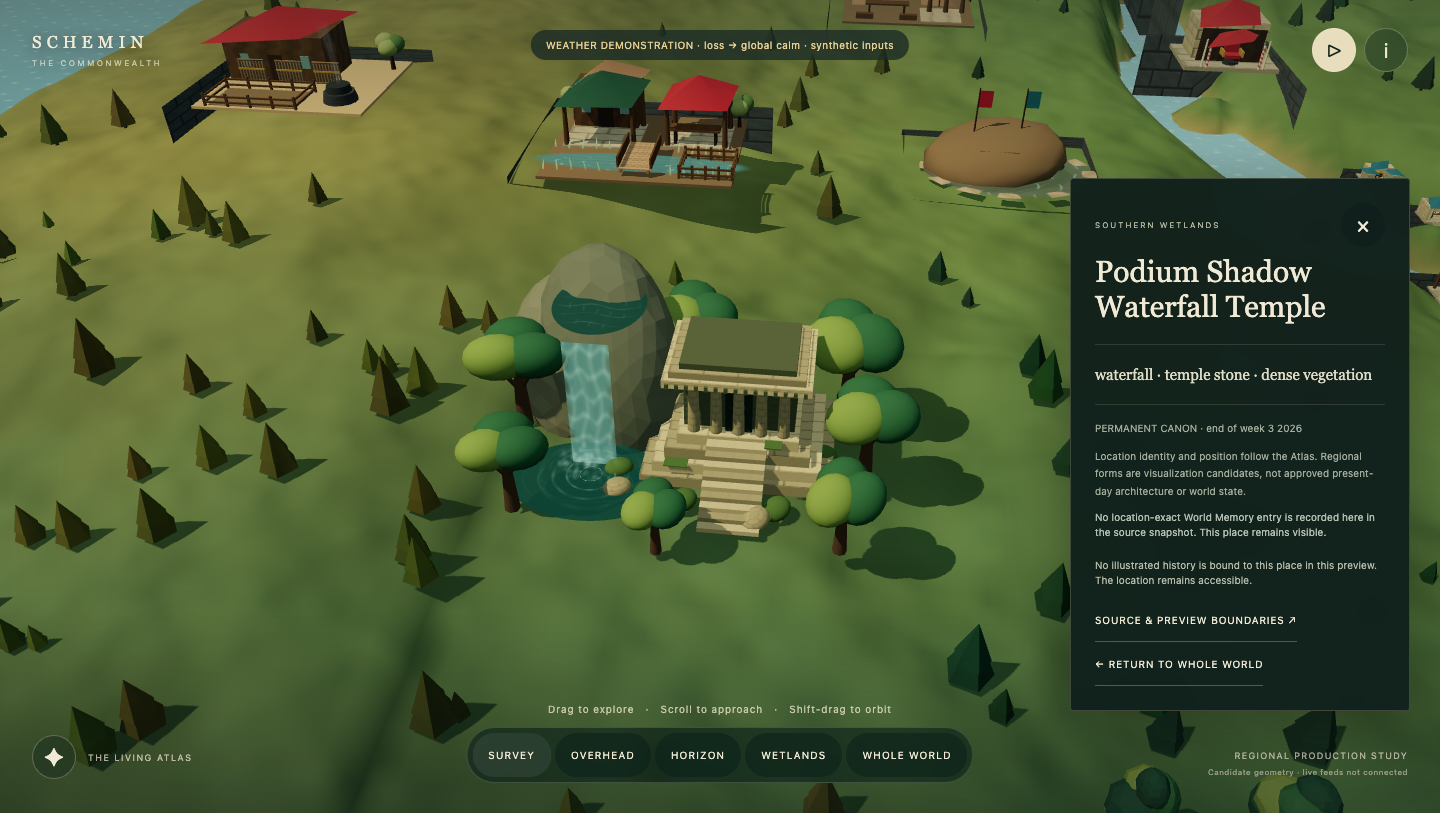 SCHEMIN
THE COMMONWEALTH
WEATHER DEMONSTRATION · loss → global calm · synthetic inputs
i
SOUTHERN WETLANDS
×
Podium Shadow
Waterfall Temple
waterfall · temple stone · dense vegetation
PERMANENT CANON · end of week 3 2026
Location identity and position follow the Atlas. Regional
forms are visualization candidates, not approved present-
day architecture or world state.
No location-exact World Memory entry is recorded here in
the source snapshot. This place remains visible.
No illustrated history is bound to this place in this preview.
The location remains accessible.
SOURCE & PREVIEW BOUNDARIES ↗
← RETURN TO WHOLE WORLD
Drag to explore · Scroll to approach · Shift-drag to orbit
SURVEY
OVERHEAD
HORIZON
WETLANDS
WHOLE WORLD
THE LIVING ATLAS
REGIONAL PRODUCTION STUDY
Candidate geometry · live feeds not connected